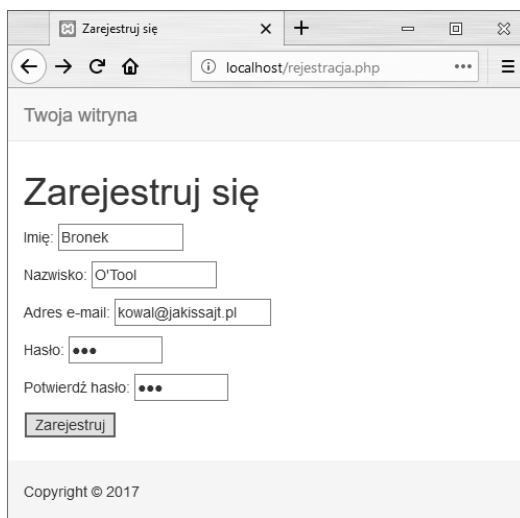 Zarejestruj się
localhost/rejestracja.php
Twoja witryna
Zarejestruj się
Imię: Bronek
Nazwisko: O'Tool
Adres e-mail: kowal@jakissajt.pl
Hasło: ●●●
Potwierdź hasło: ●●●
Zarejestruj
Copyright © 2017